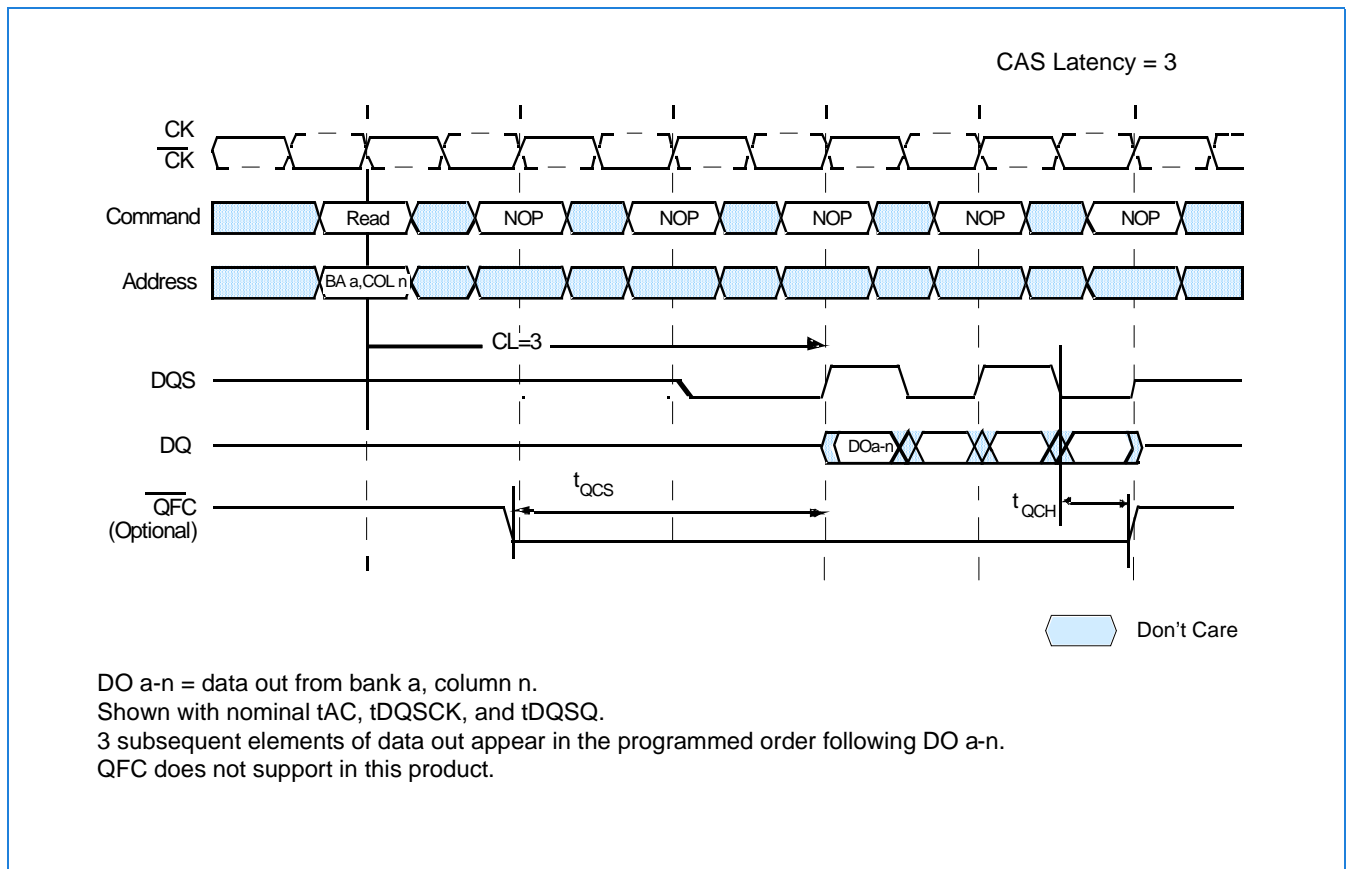 CAS Latency = 3
CK
CK
Command
Read
NOP
NOP
NOP
NOP
NOP
Address
BA a,COL n
CL=3
DQS
DQ
DOa-n
tQCS
tQCH
QFC
(Optional)
Don't Care
DO a-n = data out from bank a, column n.
Shown with nominal tAC, tDQSCK, and tDQSQ.
3 subsequent elements of data out appear in the programmed order following DO a-n.
QFC does not support in this product.